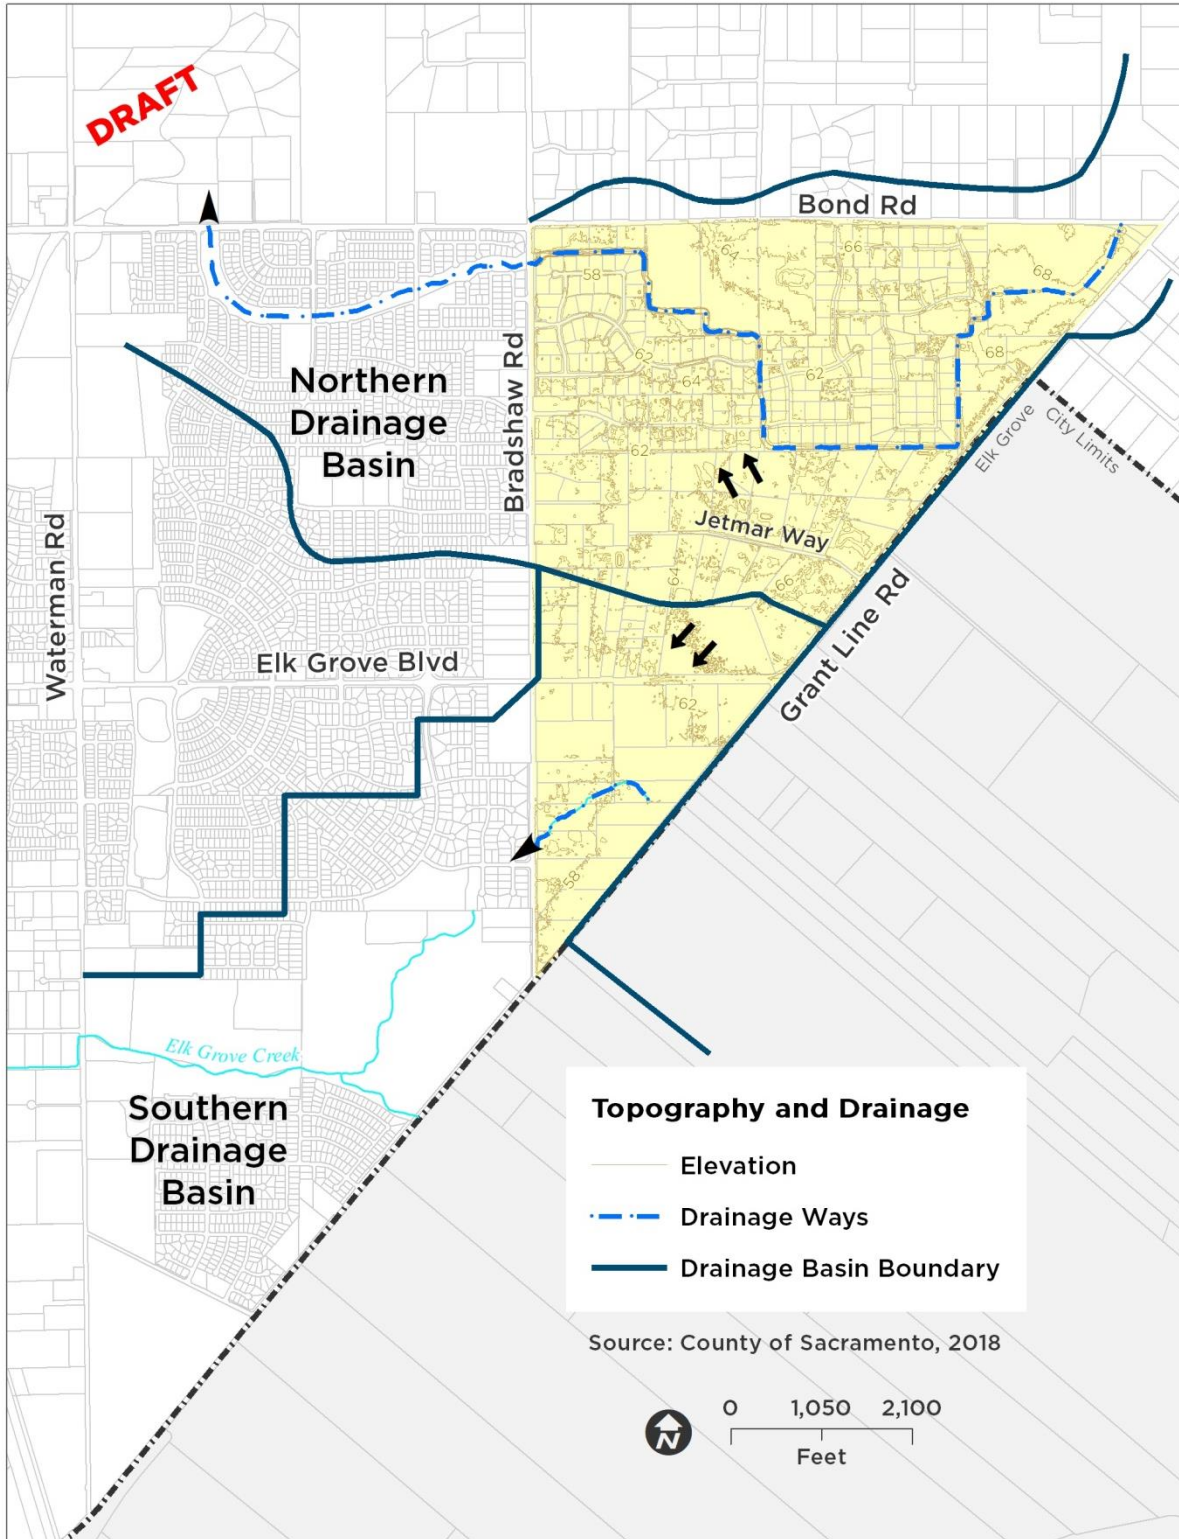 DRAFT
Bond Rd
66
64
68
58
Bradshaw Rd
62
64
62
68
Northern
Drainage
Basin
62
Elk Grove
City Limits
Jetmar Way
Waterman Rd
64
66
Grant Line Rd
Elk Grove Blvd
62
58
Elk Grove Creek
Southern
Drainage
Basin
Topography and Drainage
Elevation
Drainage Ways
Drainage Basin Boundary
Source: County of Sacramento, 2018
N
0 1,050 2,100
Feet